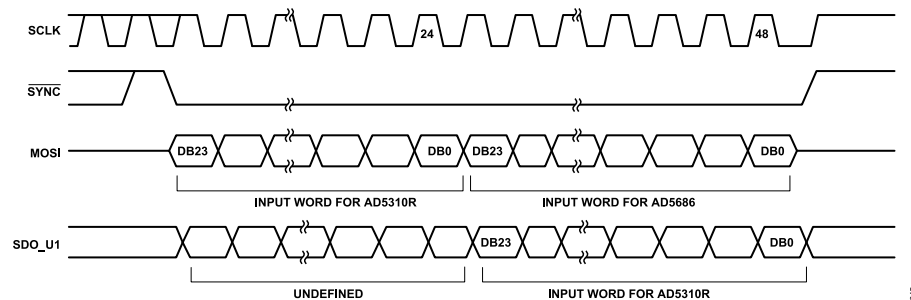 SCLK
24
48
SYNC
MOSI
DB23
DB0
DB23
DB0
INPUT WORD FOR AD5310R
INPUT WORD FOR AD5686
SDO_U1
DB23
DB0
UNDEFINED
INPUT WORD FOR AD5310R